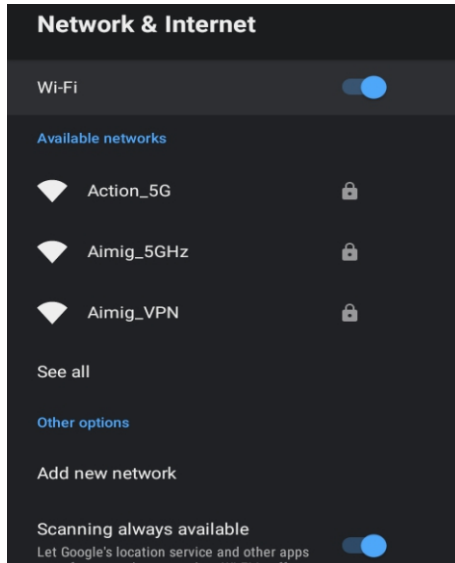 Network & Internet
Wi-Fi
Available networks
Action_5G
Aimig_5GHz
Aimig_VPN
See all
Other options
Add new network
Scanning always available
Let Google's location service and other apps